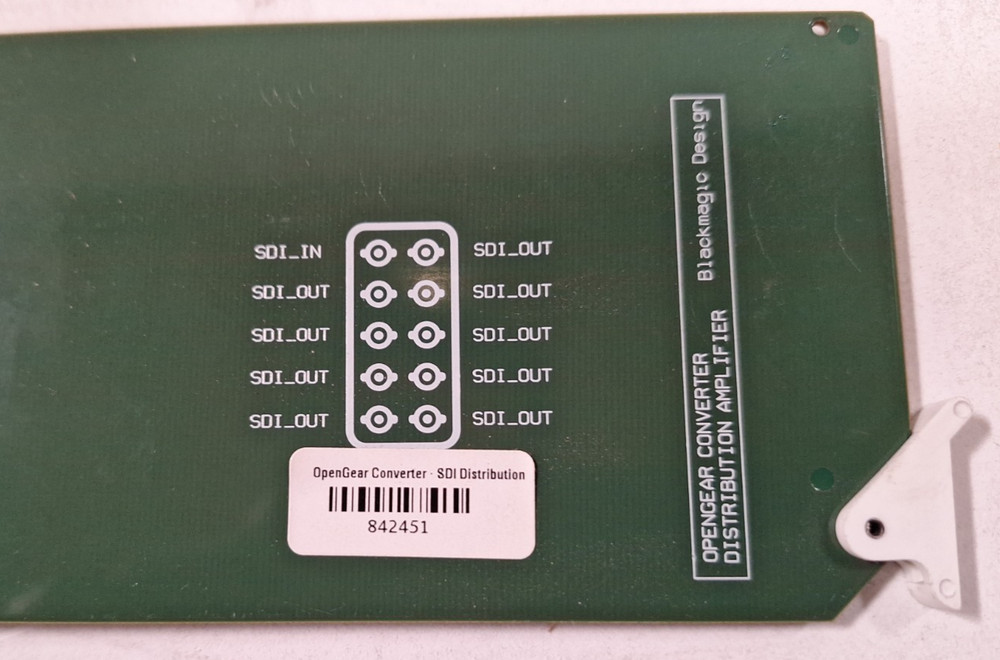 SDI_IN SDI_OUT
SDI_OUT SDI_OUT
SDI_OUT SDI_OUT
SDI_OUT SDI_OUT
SDI_OUT SDI_OUT
OpenGear Converter · SDI Distribution
842451
OPENGEAR CONVERTER
DISTRIBUTION AMPLIFIER
Blackmagic Design